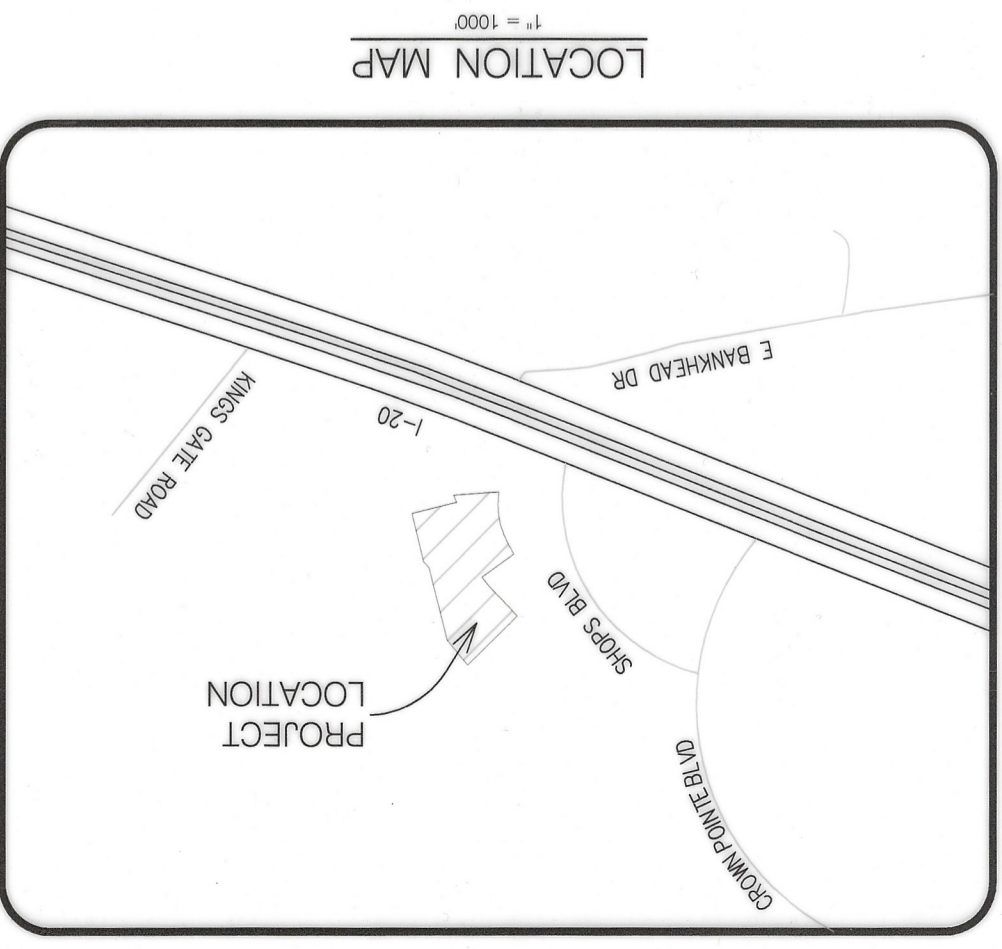 CROWN POINTE BLVD
PROJECT
LOCATION
SHOPS BLVD
KINGS GATE ROAD
I-20
E BANKHEAD DR
LOCATION MAP
1" = 1000'